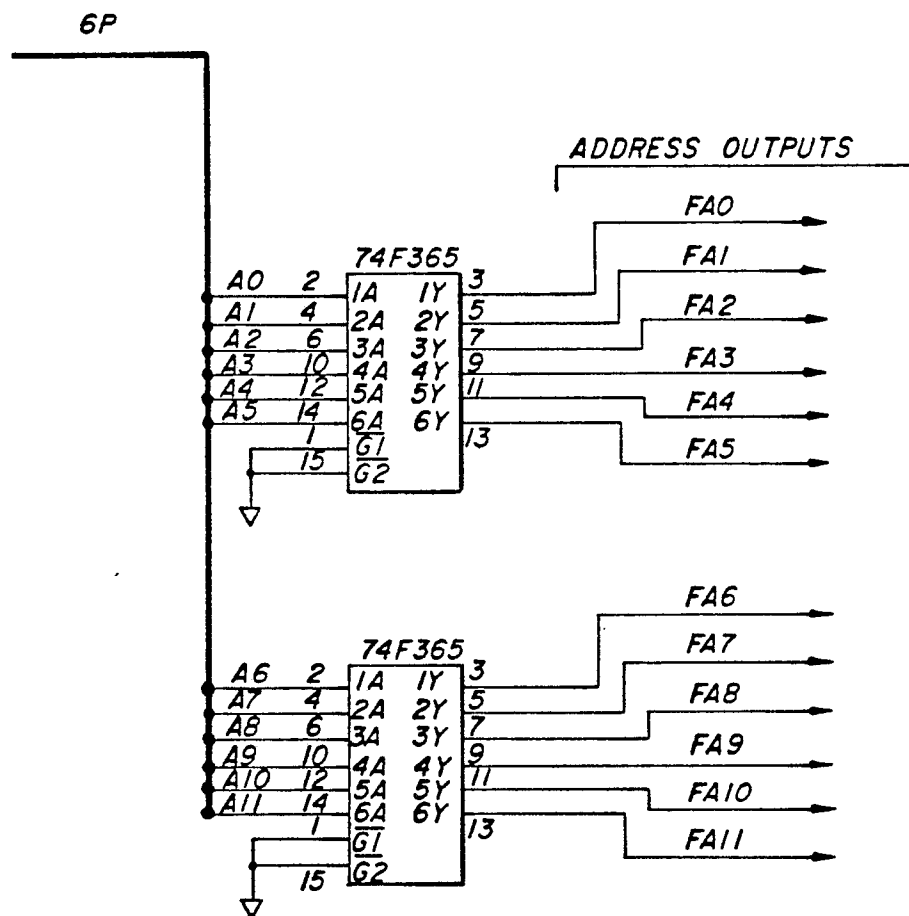 6P
ADDRESS OUTPUTS
FA0
74F365
3
FA1
A0 2 1A 1Y
5
A1 4 2A 2Y
FA2
A2 6 3A 3Y 7
A3 10 4A 4Y 9 FA3
A4 12 5A 5Y 11
FA4
A5 14 6A 6Y
1 G1 13
FA5
15 G2
FA6
74F365
3
FA7
A6 2 1A 1Y
A7 4 2A 2Y 5
FA8
A8 6 3A 3Y 7
A9 10 4A 4Y 9 FA9
A10 12 5A 5Y 11
FA10
A11 14 6A 6Y
1 G1 13
FA11
15 G2